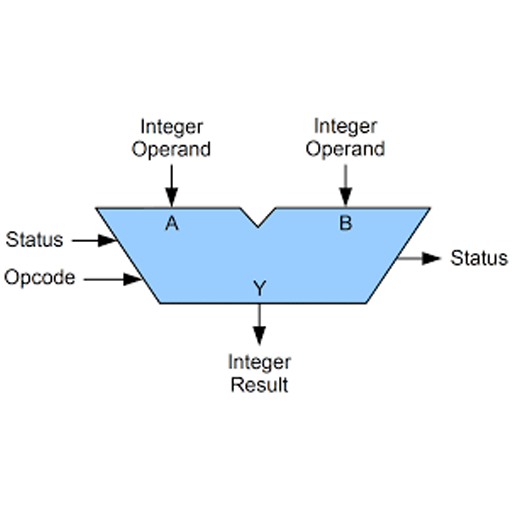 Integer
Operand
Integer
Operand
A
B
Status
Opcode
Status
Y
Integer
Result